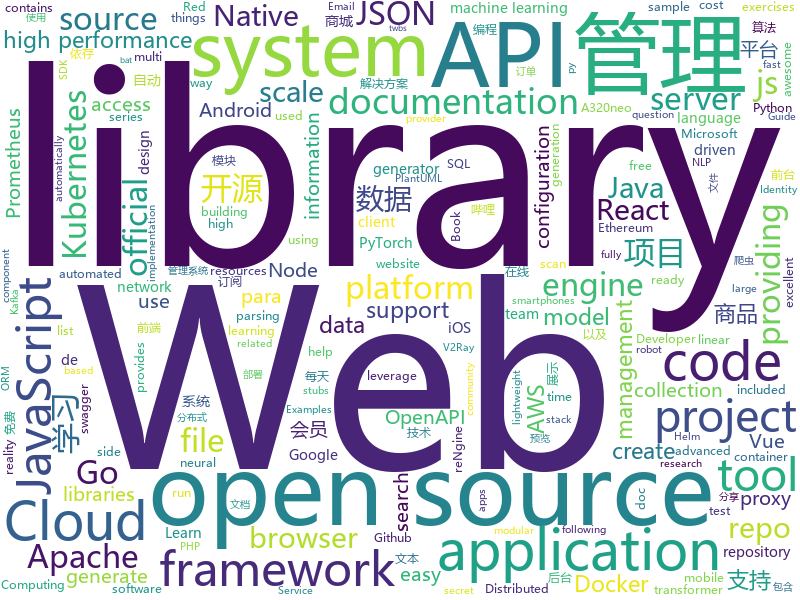 contains
things
Red
商城
Email
sample
cost
exercises
source
Native
JSON
machine learning
编程
算法
high performance
multi
twbs
py
订单
使用
SDK
依存
自动
way
解决方案
平台
fast
awesome
bat
免费
access
series
Android
scale
system
API
管理
js
Prometheus
automatically
Kubernetes
official
design
模块
generator
used
documentation
server
A320neo
question
Python
Guide
language
Microsoft
driven
NLP
前台
文件
Identity
building
high
开源
information
数据
SQL
PlantUML
client
哔哩
Book
configuration
generation
Java
React
free
Ethereum
fully
爬虫
implementation
using
PyTorch
website
在线
项目
providing
scan
library
Web
component
Kafka
automated
管理系统
resources
Node
订阅
platform
engine
商品
excellent
network
use
para
parsing
learning
support
iOS
model
smartphones
ready
large
前端
data
team
以及
Developer
linear
robot
list
de
related
help
V2Ray
management
collection
included
ORM
based
provides
部署
每天
leverage
lightweight
AWS
time
展示
create
Vue
advanced
container
JavaScript
学习
swagger
系统
stubs
Examples
OpenAPI
stack
预览
code
Helm
research
side
file
会员
分布式
技术
community
project
reality
免费
Go
Google
neural
reNgine
open source
tool
分享
test
doc
proxy
Cloud
libraries
run
文档
search
browser
repo
PHP
Learn
Github
文本
apps
modular
following
repository
Apache
framework
easy
application
支持
后台
Computing
generate
software
Service
Docker
provider
secret
Distributed
transformer
mobile
包含